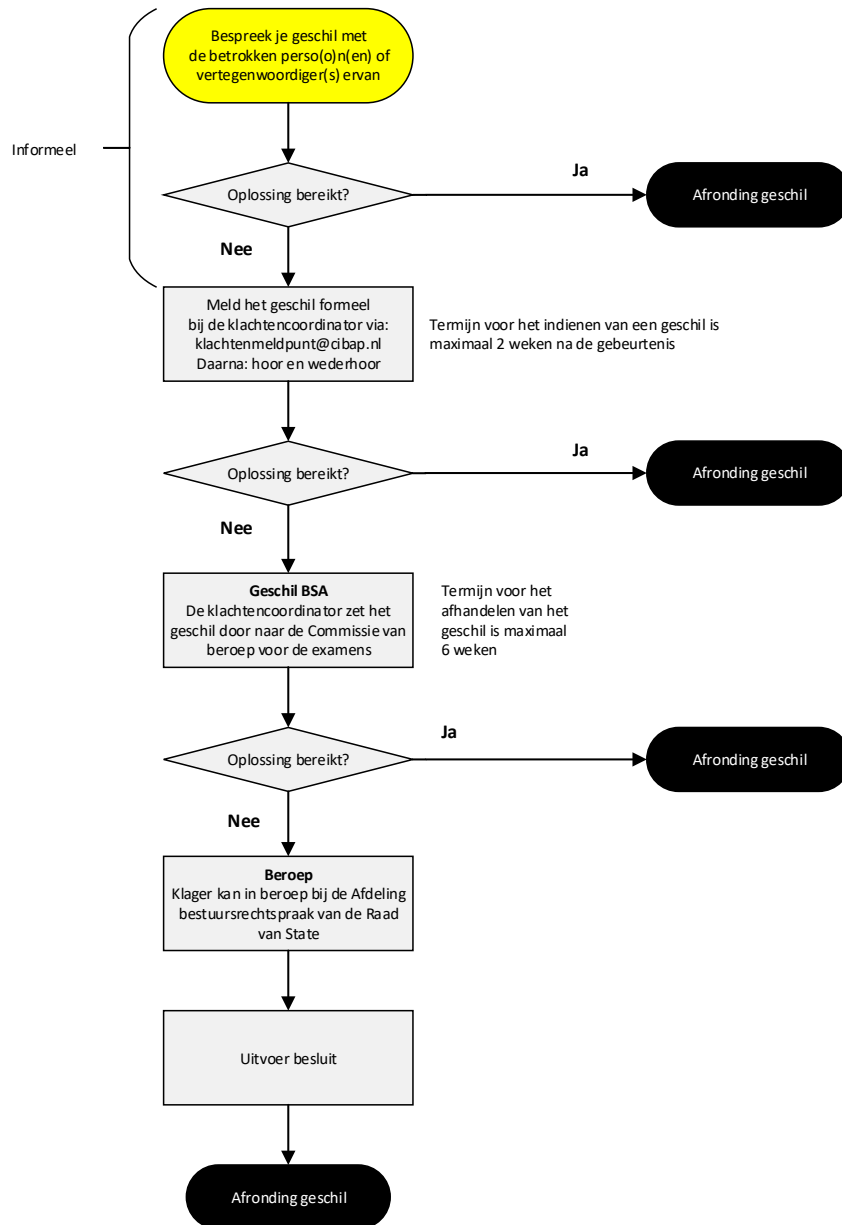 Bespreek je geschil met
de betrokken perso(o)n(en) of
vertegenwoordiger(s) ervan
Informeel
Ja
Oplossing bereikt?
Afronding geschil
Nee
Meld het geschil formeel
bij de klachtencoordinator via:
klachtenmeldpunt@cibap.nl
Daarna: hoor en wederhoor
Termijn voor het indienen van een geschil is
maximaal 2 weken na de gebeurtenis
Ja
Oplossing bereikt?
Afronding geschil
Nee
Geschil BSA
De klachtencoordinator zet het
geschil door naar de Commissie van
beroep voor de examens
Termijn voor het
afhandelen van het
geschil is maximaal
6 weken
Ja
Oplossing bereikt?
Afronding geschil
Nee
Beroep
Klager kan in beroep bij de Afdeling
bestuursrechtspraak van de Raad
van State
Uitvoer besluit
Afronding geschil